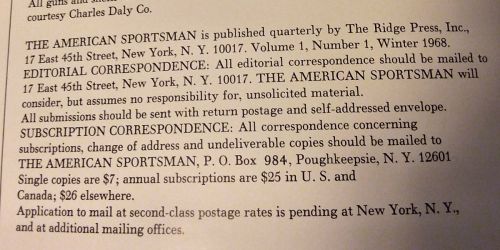 All guns and
courtesy Charles Daly Co.
THE AMERICAN SPORTSMAN is published quarterly by The Ridge Press, Inc.,
17 East 45th Street, New York, N. Y. 10017. Volume 1, Number 1, Winter 1968.
EDITORIAL CORRESPONDENCE: All editorial correspondence should be mailed to
17 East 45th Street, New York, N. Y. 10017. THE AMERICAN SPORTSMAN will
consider, but assumes no responsibility for, unsolicited material.
All submissions should be sent with return postage and self-addressed envelope.
SUBSCRIPTION CORRESPONDENCE: All correspondence concerning
subscriptions, change of address and undeliverable copies should be mailed to
THE AMERICAN SPORTSMAN, P. O. Box 984, Poughkeepsie, N. Y. 12601
Single copies are $7; annual subscriptions are $25 in U. S. and
Canada; $26 elsewhere.
Application to mail at second-class postage rates is pending at New York, N. Y.,
and at additional mailing offices.